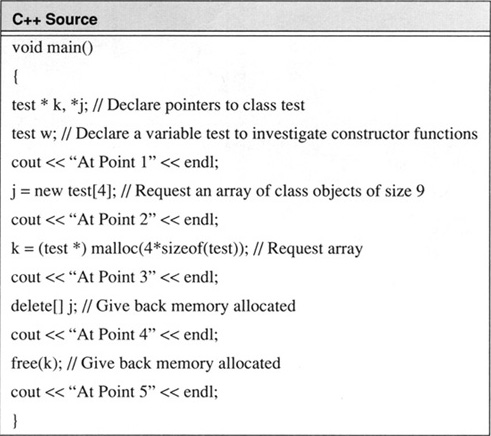 C++ Source
void main()
{
test * k, *j; // Declare pointers to class test
test w; // Declare a variable test to investigate constructor functions
cout << “At Point 1” << endl;
j = new test[4]; // Request an array of class objects of size 9
cout << “At Point 2” << endl;
k = (test *) malloc(4*sizeof(test)); // Request array
cout << “At Point 3” << endl;
delete[] j; // Give back memory allocated
cout << “At Point 4” << endl;
free(k); // Give back memory allocated
cout << “At Point 5” << endl;
}